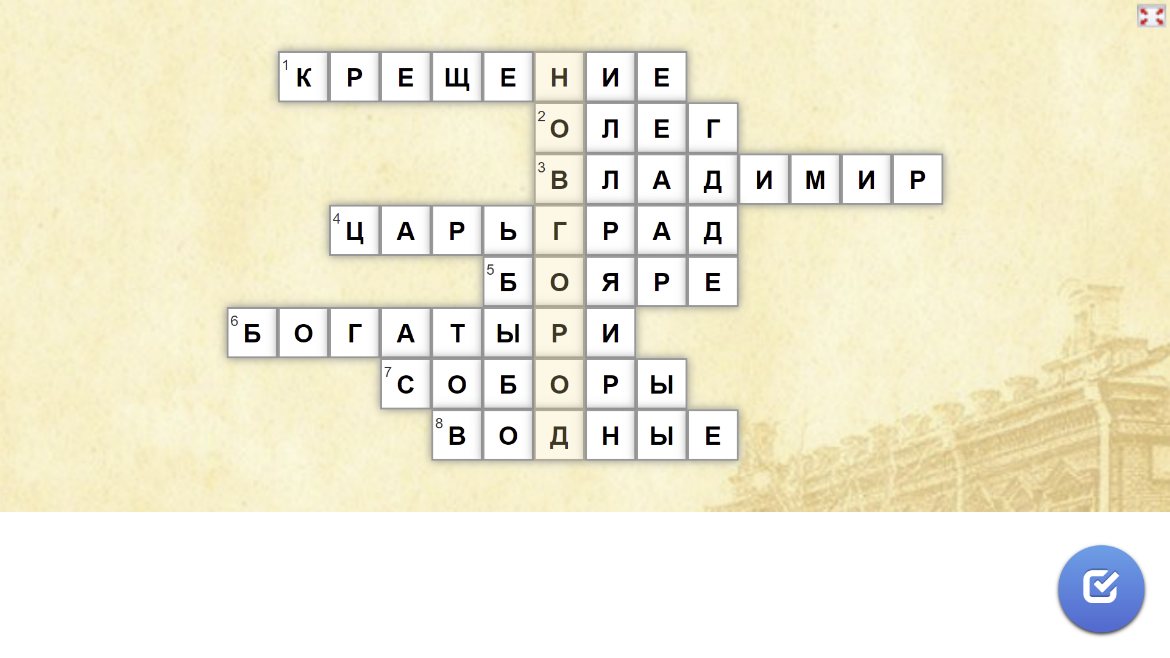 1 КРЕЩЕНИЕ
2 ОЛЕГ
3 ВЛАДИМИР
4 ЦАРЬГРАД
5 БОЯРЕ
6 БОГАТЫРИ
7 СОБОРЫ
8 ВОДНЫЕ